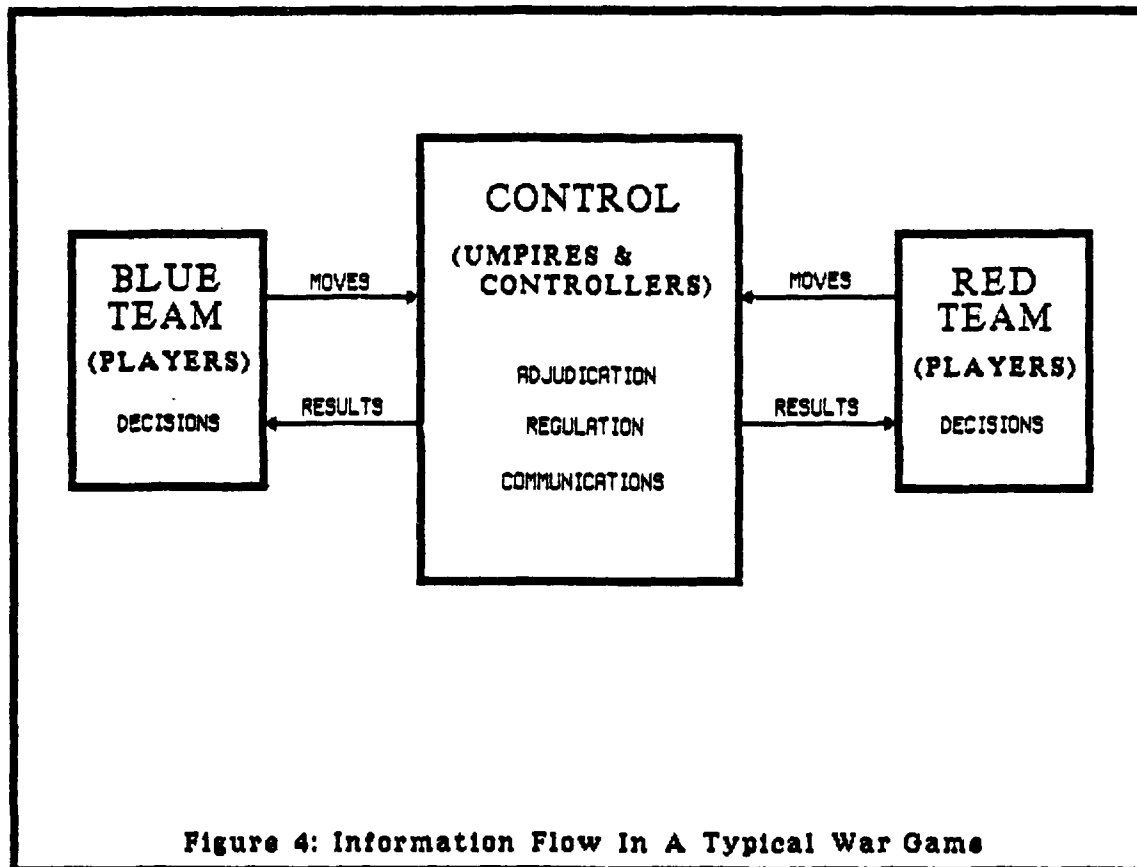 BLUE
TEAM
(PLAYERS)
DECISIONS
MOVES
RESULTS
CONTROL
(UMPIRES &
CONTROLLERS)
ADJUDICATION
REGULATION
COMMUNICATIONS
MOVES
RESULTS
RED
TEAM
(PLAYERS)
DECISIONS
Figure 4: Information Flow In A Typical War Game